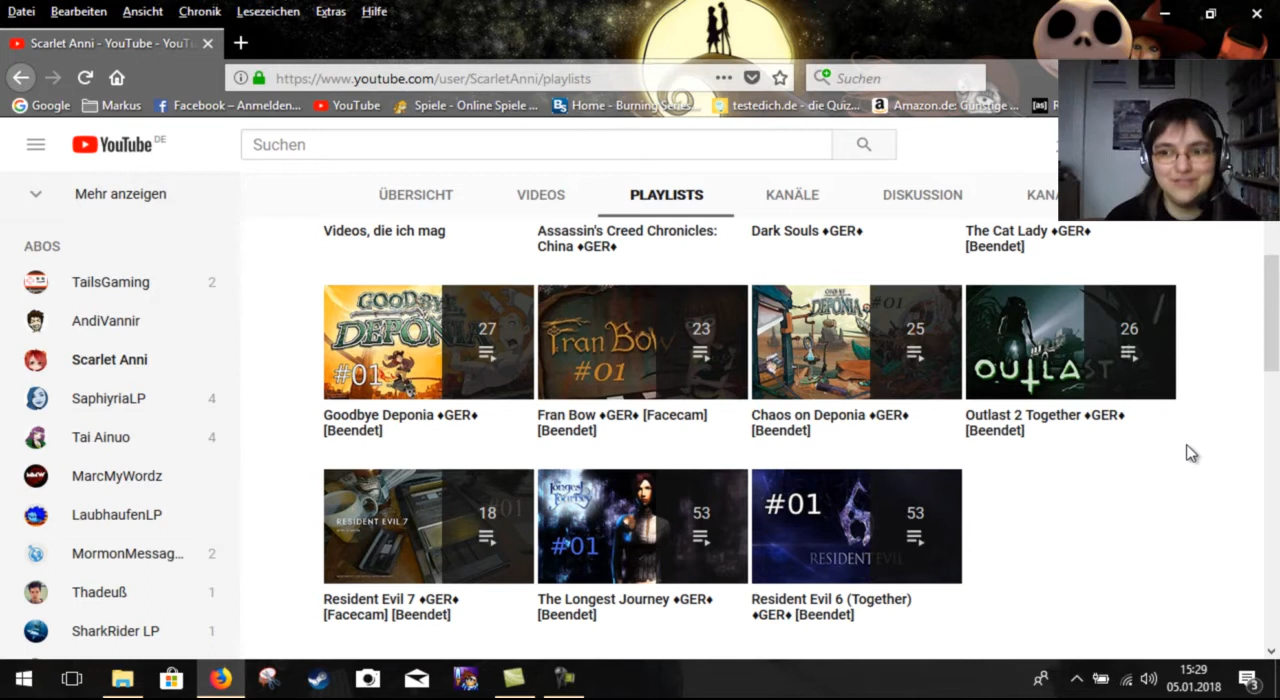 Datei Bearbeiten Ansicht Chronik Lesezeichen Extras Hilfe
Scarlet Anni - YouTube - YouTu
https://www.youtube.com/user/ScarletAnni/playlists
Suchen
Google Markus Facebook – Anmelden... YouTube Spiele - Online Spiele ... Home - Burning Series... testedich.de - die Quiz... Amazon.de: Günstige ...
YouTube DE
Suchen
Mehr anzeigen
ÜBERSICHT VIDEOS PLAYLISTS KANÄLE DISKUSSION KANA
ABOS
TailsGaming 2
AndiVannir
Scarlet Anni
SaphiyriaLP 4
Tai Ainuo 4
MarcMyWordz
LaubhaufenLP
MormonMessag... 2
Thadeuß 1
SharkRider LP 1
Videos, die ich mag
Assassin's Creed Chronicles:
China ♦GER♦
Dark Souls ♦GER♦
The Cat Lady ♦GER♦
[Beendet]
GOODBYE
DEPONIA
#01
27
Fran Bow
#01
23
DEPONIA
#01
25
OUTLAST
26
Goodbye Deponia ♦GER♦
[Beendet]
Fran Bow ♦GER♦ [Facecam]
[Beendet]
Chaos on Deponia ♦GER♦
[Beendet]
Outlast 2 Together ♦GER♦
[Beendet]
RESIDENT EVIL 7
#01
18
Longest
Journey
#01
53
#01
RESIDENT EVIL
53
Resident Evil 7 ♦GER♦
[Facecam] [Beendet]
The Longest Journey ♦GER♦
[Beendet]
Resident Evil 6 (Together)
♦GER♦ [Beendet]
15:29
05.01.2018
3